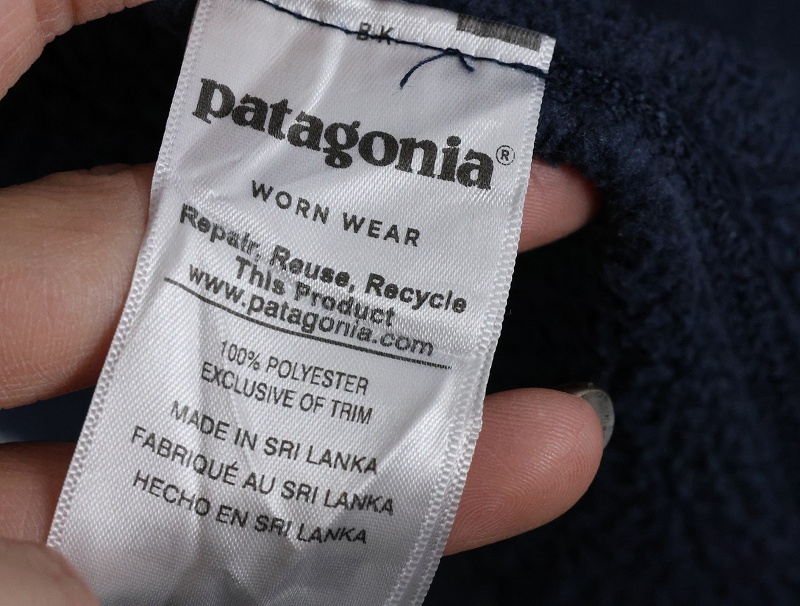 B-K
patagonia®
WORN WEAR
Repair, Reuse, Recycle
This Product
www.patagonia.com
100% POLYESTER
EXCLUSIVE OF TRIM
MADE IN SRI LANKA
FABRIQUÉ AU SRI LANKA
HECHO EN SRI LANKA